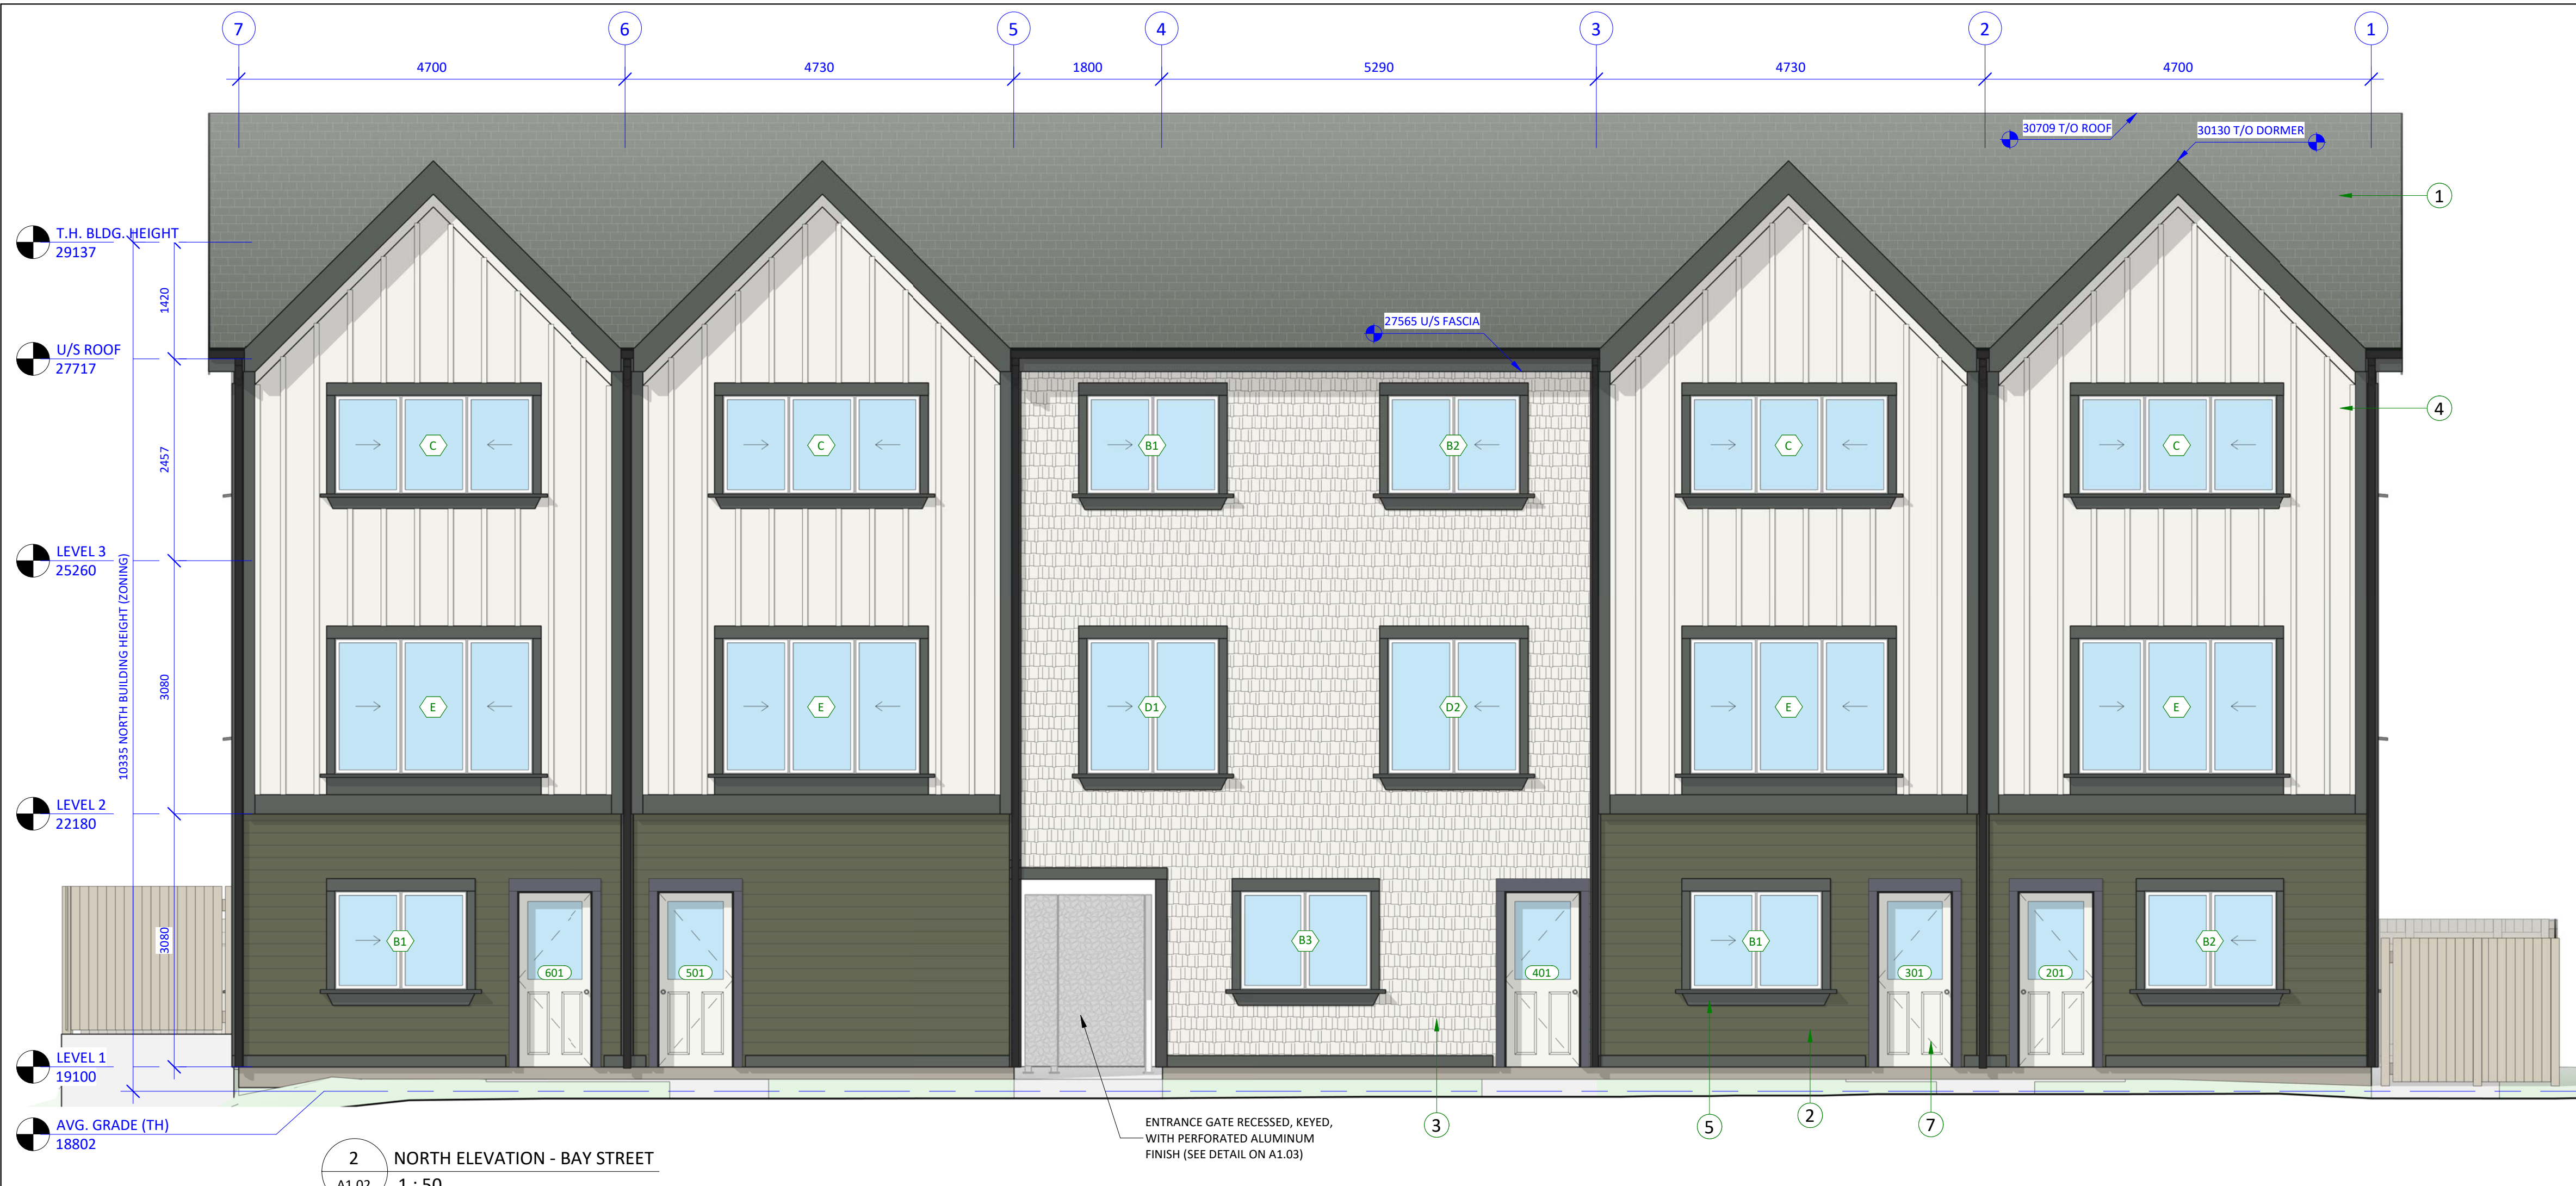 7
6
5
4
3
2
1
4700
4730
1800
5290
4730
4700
30709 T/O ROOF
30130 T/O DORMER
1
T.H. BLDG. HEIGHT
29137
1420
27565 U/S FASCIA
U/S ROOF
27717
4
C
C
B1
B2
C
C
2457
LEVEL 3
25260
10335 NORTH BUILDING HEIGHT (ZONING)
3080
E
E
D1
D2
E
E
LEVEL 2
22180
3080
B1
601
501
B3
401
B1
301
201
B2
LEVEL 1
19100
AVG. GRADE (TH)
18802
ENTRANCE GATE RECESSED, KEYED,
WITH PERFORATED ALUMINUM
FINISH (SEE DETAIL ON A1.03)
3
5
2
7
2
NORTH ELEVATION - BAY STREET
A1.02
1 : 50